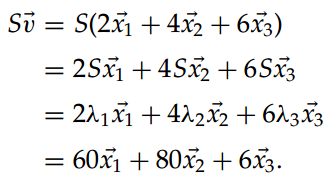 Sv⃗ = S(2x⃗₁ + 4x⃗₂ + 6x⃗₃)
= 2Sx⃗₁ + 4Sx⃗₂ + 6Sx⃗₃
= 2λ₁x⃗₁ + 4λ₂x⃗₂ + 6λ₃x⃗₃
= 60x⃗₁ + 80x⃗₂ + 6x⃗₃.